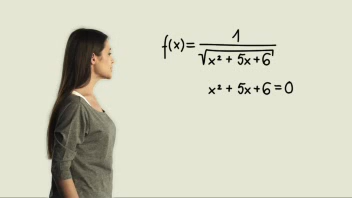 f(x)= 1/√(x² + 5x+6)
x² + 5x+6 =0